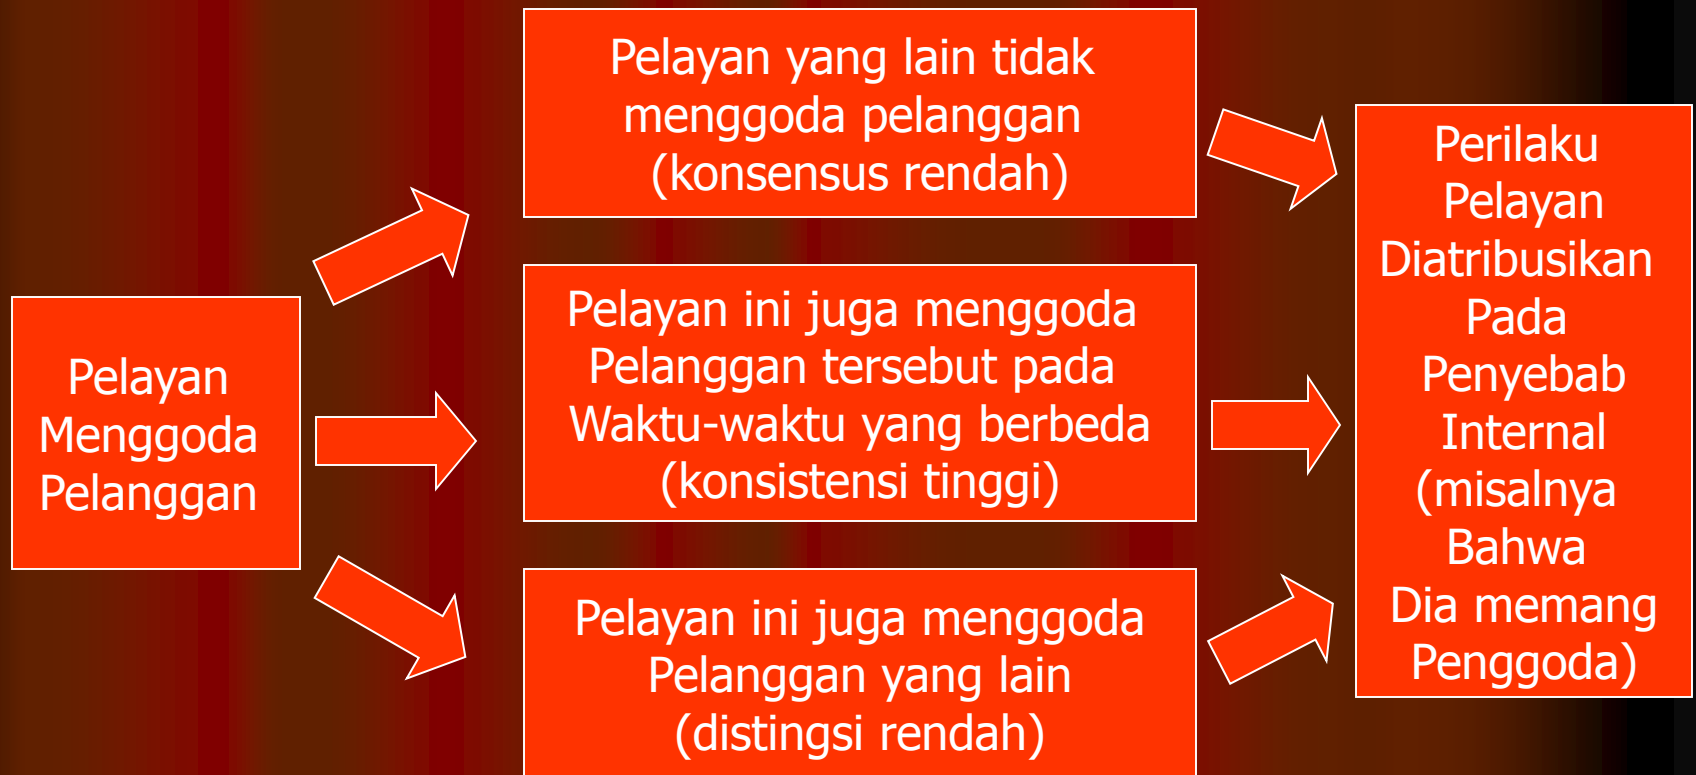 Pelayan
Menggoda
Pelanggan
Pelayan yang lain tidak
menggoda pelanggan
(konsensus rendah)
Pelayan ini juga menggoda
Pelanggan tersebut pada
Waktu-waktu yang berbeda
(konsistensi tinggi)
Pelayan ini juga menggoda
Pelanggan yang lain
(distingsi rendah)
Perilaku
Pelayan
Diatribusikan
Pada
Penyebab
Internal
(misalnya
Bahwa
Dia memang
Penggoda)